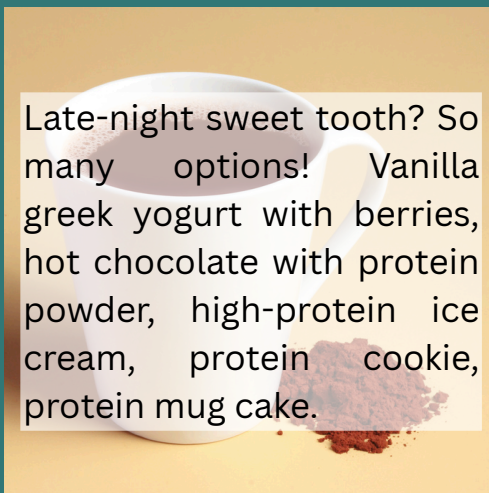 Late-night sweet tooth? So
many options! Vanilla
greek yogurt with berries,
hot chocolate with protein
powder, high-protein ice
cream, protein cookie,
protein mug cake.